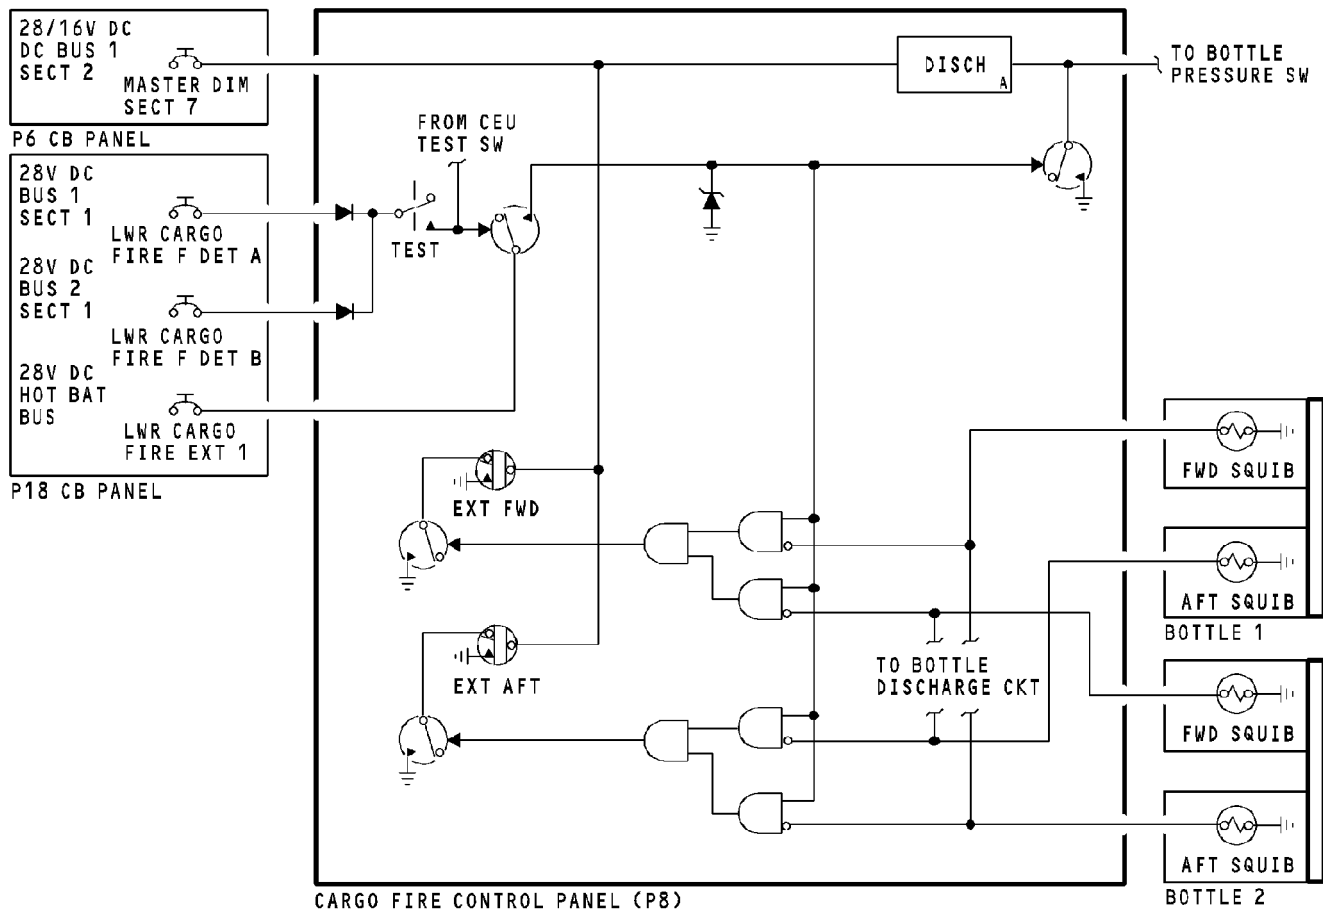 28/16V DC
DC BUS 1
SECT 2
MASTER DIM
SECT 7
P6 CB PANEL
28V DC
BUS 1
SECT 1
LWR CARGO
FIRE F DET A
28V DC
BUS 2
SECT 1
LWR CARGO
FIRE F DET B
28V DC
HOT BAT
BUS
LWR CARGO
FIRE EXT 1
P18 CB PANEL
FROM CEU
TEST SW
TEST
DISCH
A
TO BOTTLE
PRESSURE SW
EXT FWD
EXT AFT
TO BOTTLE
DISCHARGE CKT
FWD SQUIB
AFT SQUIB
BOTTLE 1
FWD SQUIB
AFT SQUIB
BOTTLE 2
CARGO FIRE CONTROL PANEL (P8)